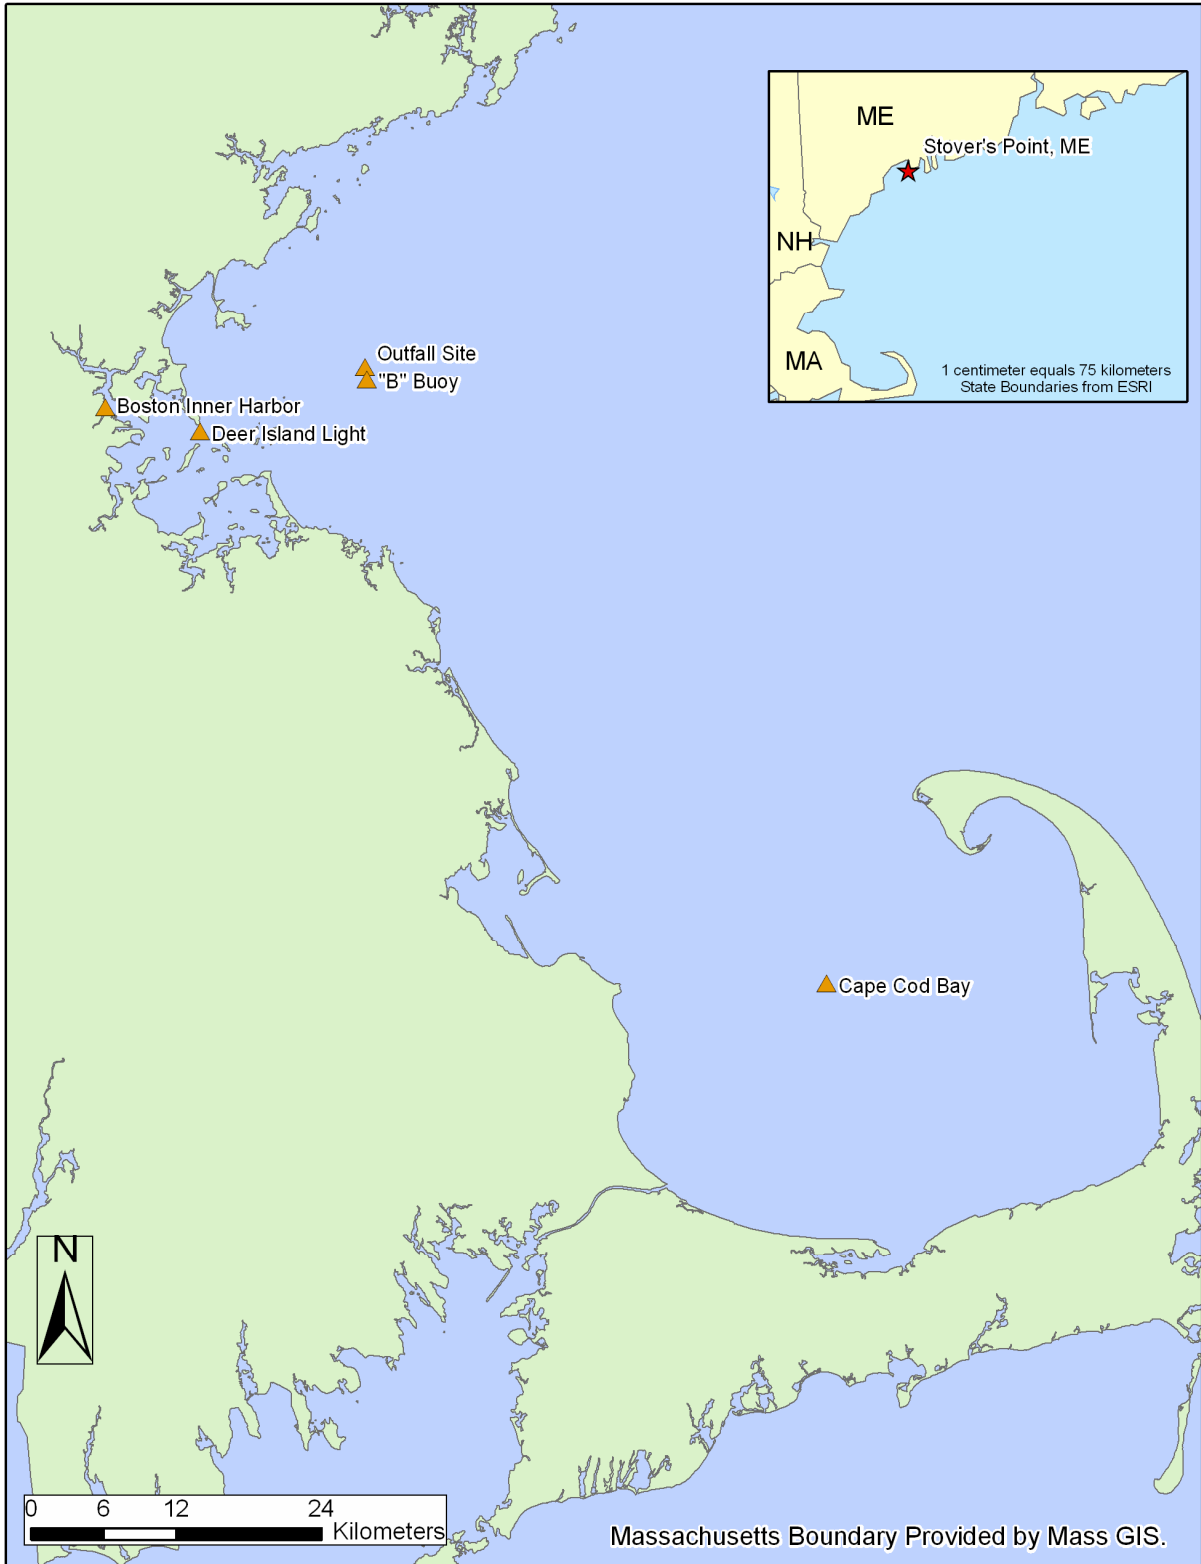 ME
Stover's Point, ME
NH
MA
1 centimeter equals 75 kilometers
State Boundaries from ESRI
Outfall Site
"B" Buoy
Boston Inner Harbor
Deer Island Light
Cape Cod Bay
N
0 6 12 24
Kilometers
Massachusetts Boundary Provided by Mass GIS.